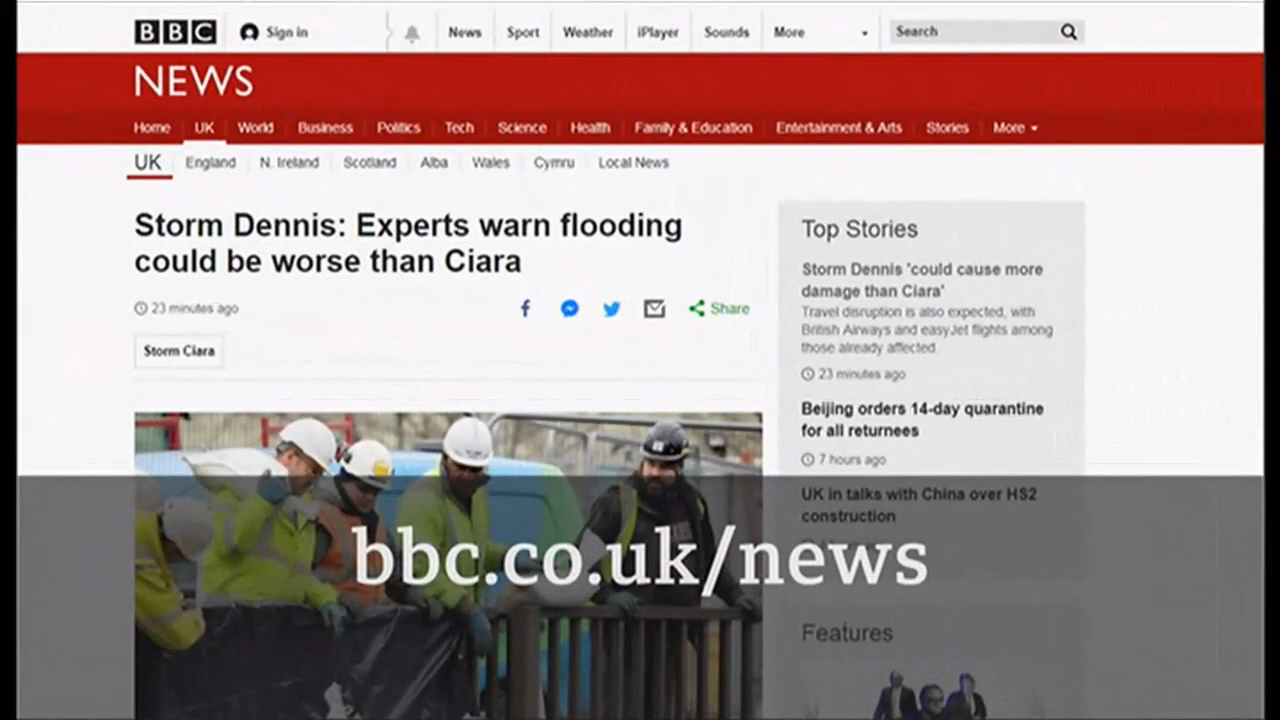 BBC
Sign in
News
Sport
Weather
iPlayer
Sounds
More
Search
NEWS
Home
UK
World
Business
Politics
Tech
Science
Health
Family & Education
Entertainment & Arts
Stories
More
UK
England
N. Ireland
Scotland
Alba
Wales
Cymru
Local News
Storm Dennis: Experts warn flooding
could be worse than Ciara
23 minutes ago
Share
Storm Ciara
Top Stories
Storm Dennis 'could cause more
damage than Ciara'
Travel disruption is also expected, with
British Airways and easyJet flights among
those already affected.
23 minutes ago
Beijing orders 14-day quarantine
for all returnees
7 hours ago
UK in talks with China over HS2
construction
bbc.co.uk/news
Features